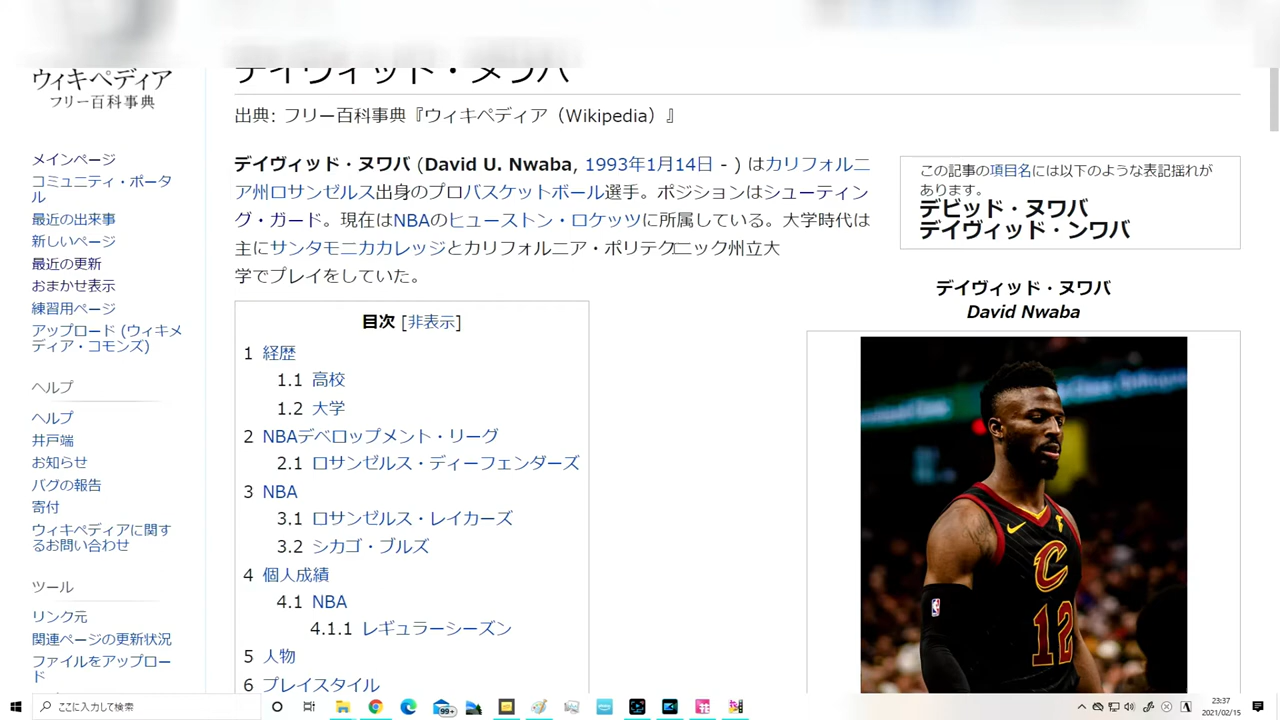 ウィキペディア
フリー百科事典
メインページ
コミュニティ・ポータ
ル
最近の出来事
新しいページ
最近の更新
おまかせ表示
練習用ページ
アップロード (ウィキメ
ディア・コモンズ)
ヘルプ
ヘルプ
井戸端
お知らせ
バグの報告
寄付
ウィキペディアに関す
るお問い合わせ
ツール
リンク元
関連ページの更新状況
ファイルをアップロー
ド
デイヴィッド・ヌワバ
出典: フリー百科事典『ウィキペディア（Wikipedia）』
デイヴィッド・ヌワバ (David U. Nwaba, 1993年1月14日 - ) はカリフォルニ
ア州ロサンゼルス出身のプロバスケットボール選手。ポジションはシューティン
グ・ガード。現在はNBAのヒューストン・ロケッツに所属している。大学時代は
主にサンタモニカカレッジとカリフォルニア・ポリテクニック州立大
学でプレイをしていた。
目次 [非表示]
1 経歴
1.1 高校
1.2 大学
2 NBAデベロップメント・リーグ
2.1 ロサンゼルス・ディーフェンダーズ
3 NBA
3.1 ロサンゼルス・レイカーズ
3.2 シカゴ・ブルズ
4 個人成績
4.1 NBA
4.1.1 レギュラーシーズン
5 人物
6 プレイスタイル
この記事の項目名には以下のような表記揺れが
あります。
デビッド・ヌワバ
デイヴィッド・ンワバ
デイヴィッド・ヌワバ
David Nwaba
C
12
ここに入力して検索
99+
A
23:37
2021/02/15